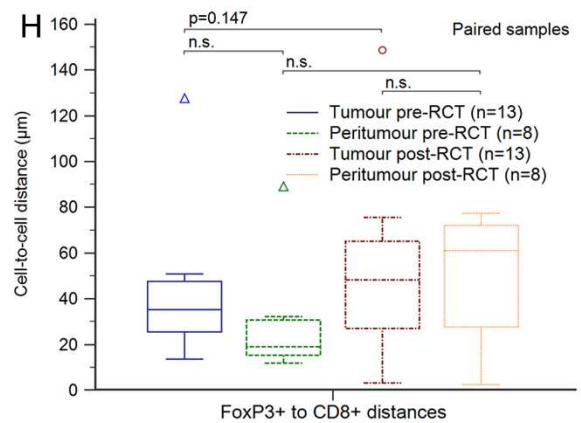 H
Paired samples
p=0.147
n.s.
n.s.
n.s.
Cell-to-cell distance (µm)
160
140
120
100
80
60
40
20
0
Tumour pre-RCT (n=13)
Peritumour pre-RCT (n=8)
Tumour post-RCT (n=13)
Peritumour post-RCT (n=8)
FoxP3+ to CD8+ distances